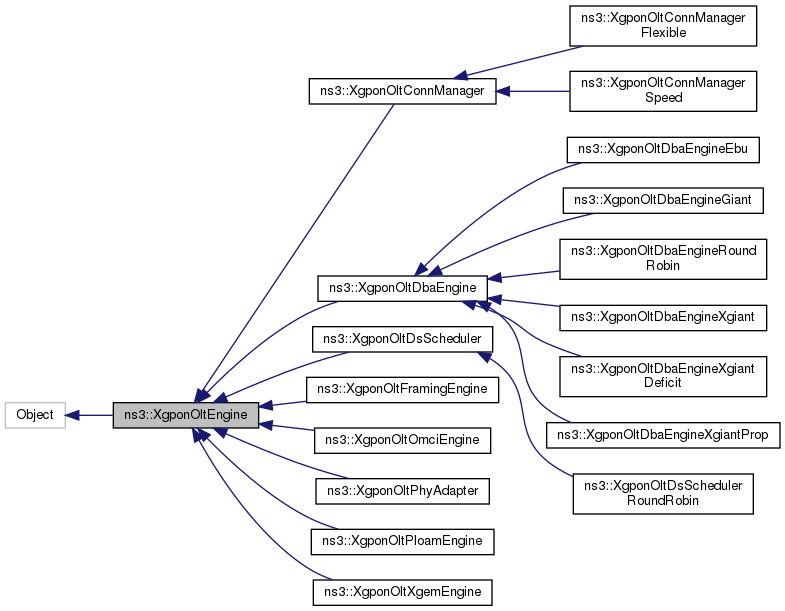 ns3::XgponOltConnManager
Flexible
ns3::XgponOltConnManager
ns3::XgponOltConnManager
Speed
ns3::XgponOltDbaEngineEbu
ns3::XgponOltDbaEngineGiant
ns3::XgponOltDbaEngineRound
Robin
ns3::XgponOltDbaEngine
ns3::XgponOltDbaEngineXgiant
ns3::XgponOltDsScheduler
ns3::XgponOltDbaEngineXgiant
Deficit
ns3::XgponOltFramingEngine
Object
ns3::XgponOltEngine
ns3::XgponOltDbaEngineXgiantProp
ns3::XgponOltOmciEngine
ns3::XgponOltPhyAdapter
ns3::XgponOltDsScheduler
RoundRobin
ns3::XgponOltPloamEngine
ns3::XgponOltXgemEngine